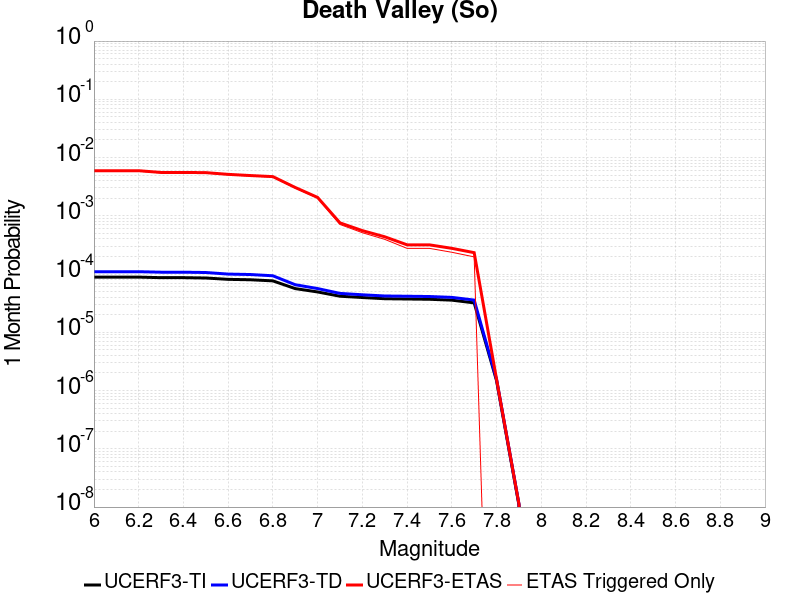 Death Valley (So)
10^0
10^-1
10^-2
10^-3
10^-4
10^-5
10^-6
10^-7
10^-8
1 Month Probability
6 6.2 6.4 6.6 6.8 7 7.2 7.4 7.6 7.8 8 8.2 8.4 8.6 8.8 9
Magnitude
UCERF3-TI UCERF3-TD UCERF3-ETAS ETAS Triggered Only